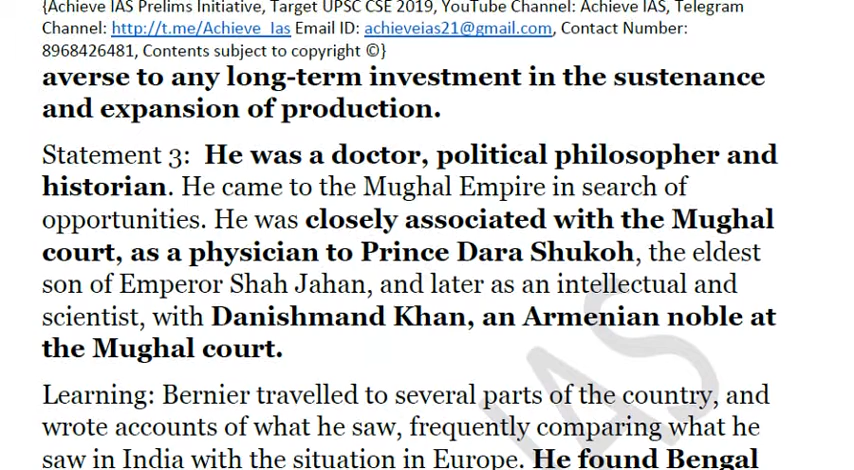 {Achieve IAS Prelims Initiative, Target UPSC CSE 2019, YouTube Channel: Achieve IAS, Telegram
Channel: http://t.me/Achieve_Ias Email ID: achieveias21@gmail.com, Contact Number:
8968426481, Contents subject to copyright ©}
averse to any long-term investment in the sustenance
and expansion of production.
Statement 3:  He was a doctor, political philosopher and
historian. He came to the Mughal Empire in search of
opportunities. He was closely associated with the Mughal
court, as a physician to Prince Dara Shukoh, the eldest
son of Emperor Shah Jahan, and later as an intellectual and
scientist, with Danishmand Khan, an Armenian noble at
the Mughal court.
Learning: Bernier travelled to several parts of the country, and
wrote accounts of what he saw, frequently comparing what he
saw in India with the situation in Europe. He found Bengal
IAS